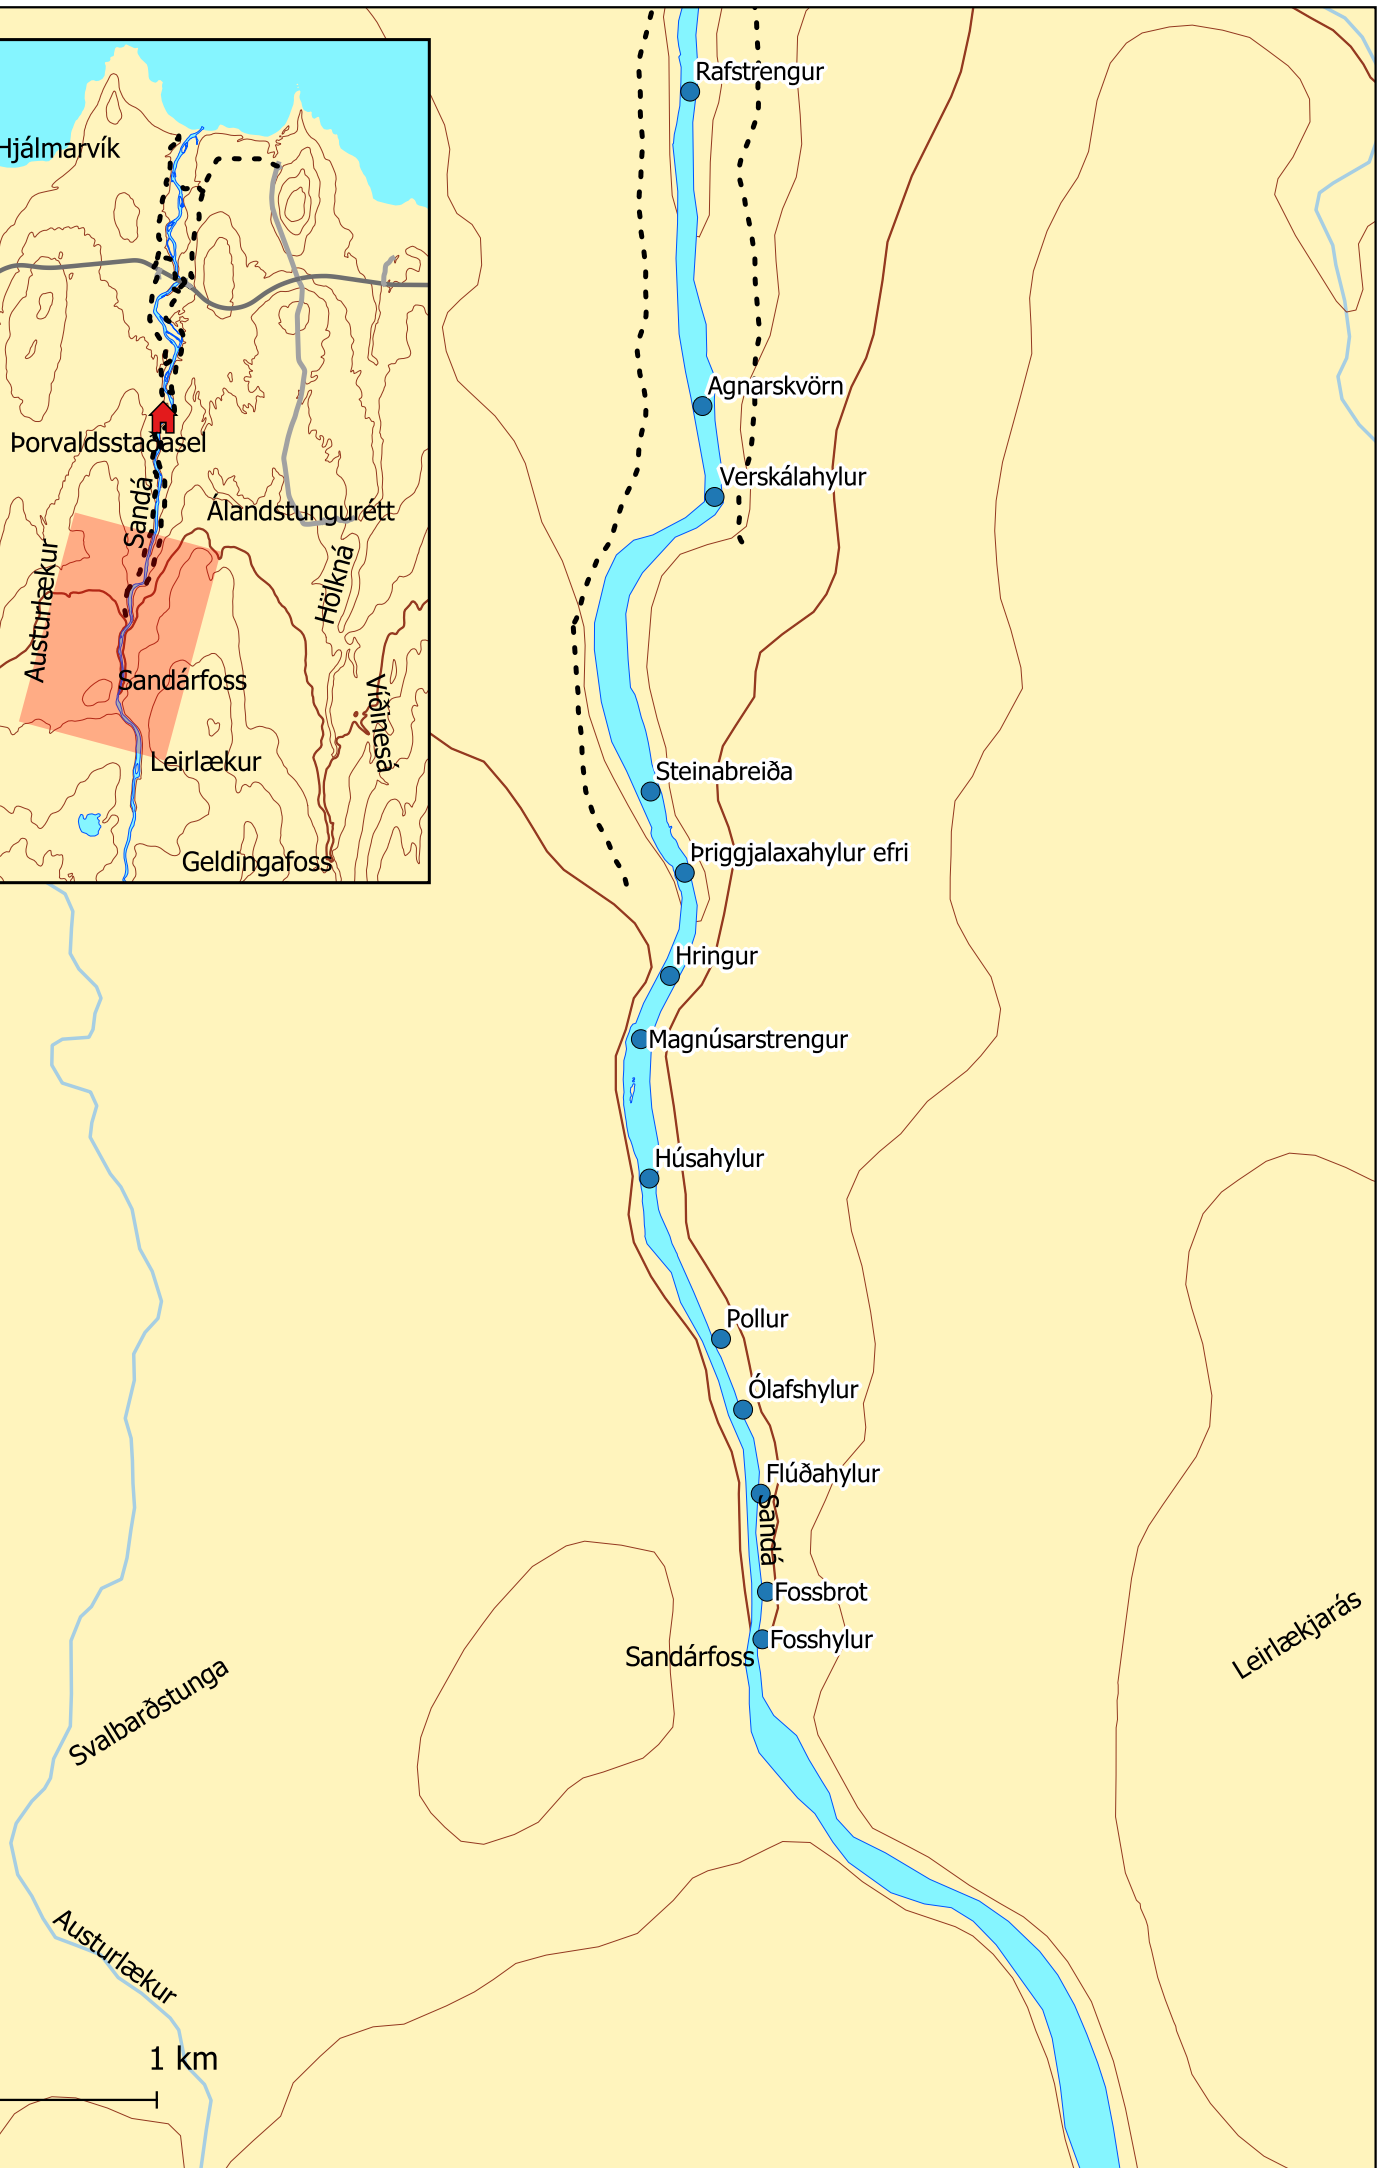 Rafstrengur
Hjálmarvík
Agnarskvörn
Þorvaldsstaðasel
Verskálahylur
Sandá
Álandstungurétt
Austurlækur
Hölkná
Sandárfoss
Víðinesá
Leirlækur
Steinabreiða
Geldingafoss
Þriggjalaxahylur efri
Hringur
Magnúsarstrengur
Húsahylur
Pollur
Ólafshylur
Flúðahylur
Sandá
Fossbrot
Fosshylur
Sandárfoss
Leirlækjarás
Svalbarðstunga
Austurlækur
1 km